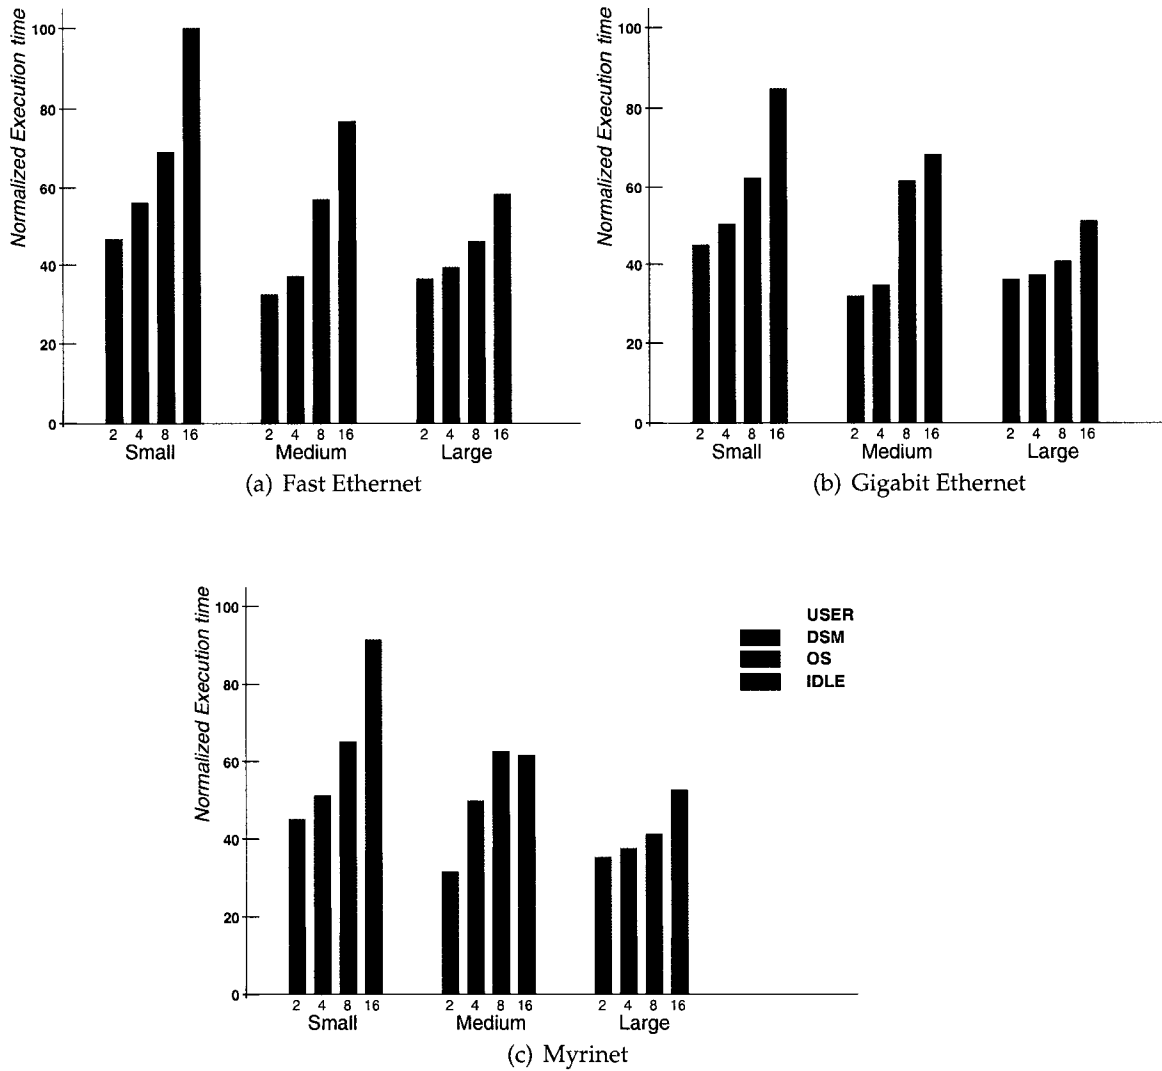 Normalized Execution time
100
80
60
40
20
0
2 4 8 16
Small
2 4 8 16
Medium
2 4 8 16
Large
(a) Fast Ethernet
Normalized Execution time
100
80
60
40
20
0
2 4 8 16
Small
2 4 8 16
Medium
2 4 8 16
Large
(b) Gigabit Ethernet
Normalized Execution time
100
80
60
40
20
0
2 4 8 16
Small
2 4 8 16
Medium
2 4 8 16
Large
USER
DSM
OS
IDLE
(c) Myrinet